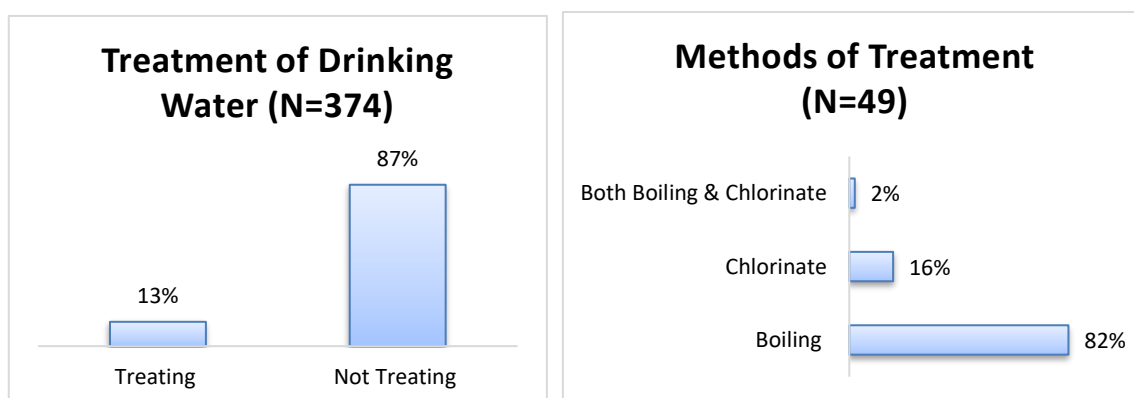 Treatment of Drinking
Water (N=374)
87%
13%
Treating
Not Treating
Methods of Treatment
(N=49)
Both Boiling & Chlorinate
2%
Chlorinate
16%
Boiling
82%